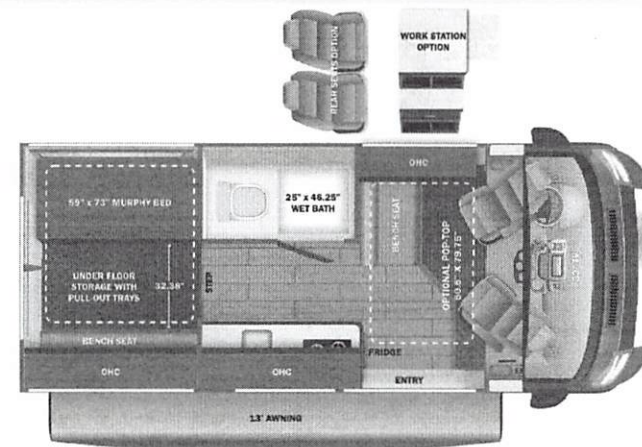 REAR SEATS OPTION
WORK STATION
OPTION
OHC
59" x 73" MURPHY BED
25" x 46.25"
WET BATH
BENCH SEAT
OPTIONAL POP-TOP
UNDER FLOOR
STORAGE WITH
PULL-OUT TRAYS
32.38"
STEP
BENCH SEAT
FRIDGE
OHC
OHC
ENTRY
13' AWNING